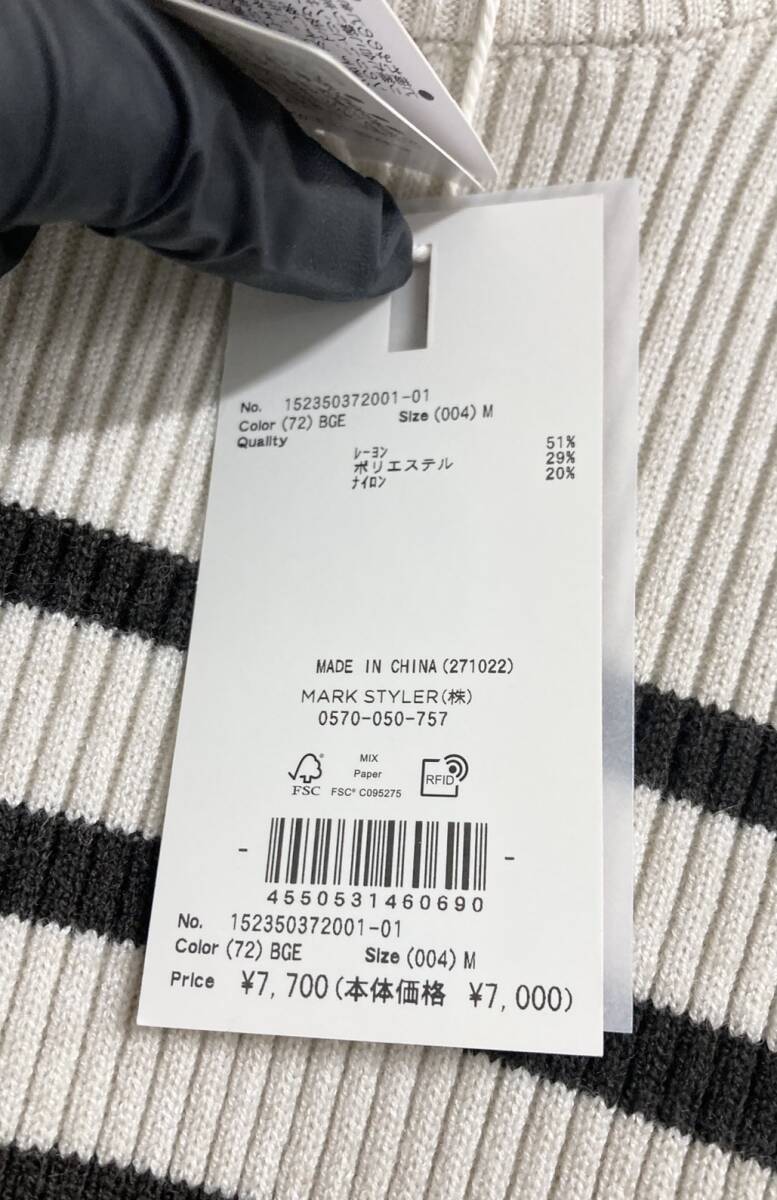 No. 152350372001-01
Color (72) BGE Size (004) M
Quality
レーヨン 51%
ポリエステル 29%
ナイロン 20%
MADE IN CHINA (271022)
MARK STYLER(株)
0570-050-757
FSC®
MIX
Paper
FSC® C095275
RFID
4550531460690
No. 152350372001-01
Color (72) BGE Size (004) M
Price ¥7,700(本体価格 ¥7,000)